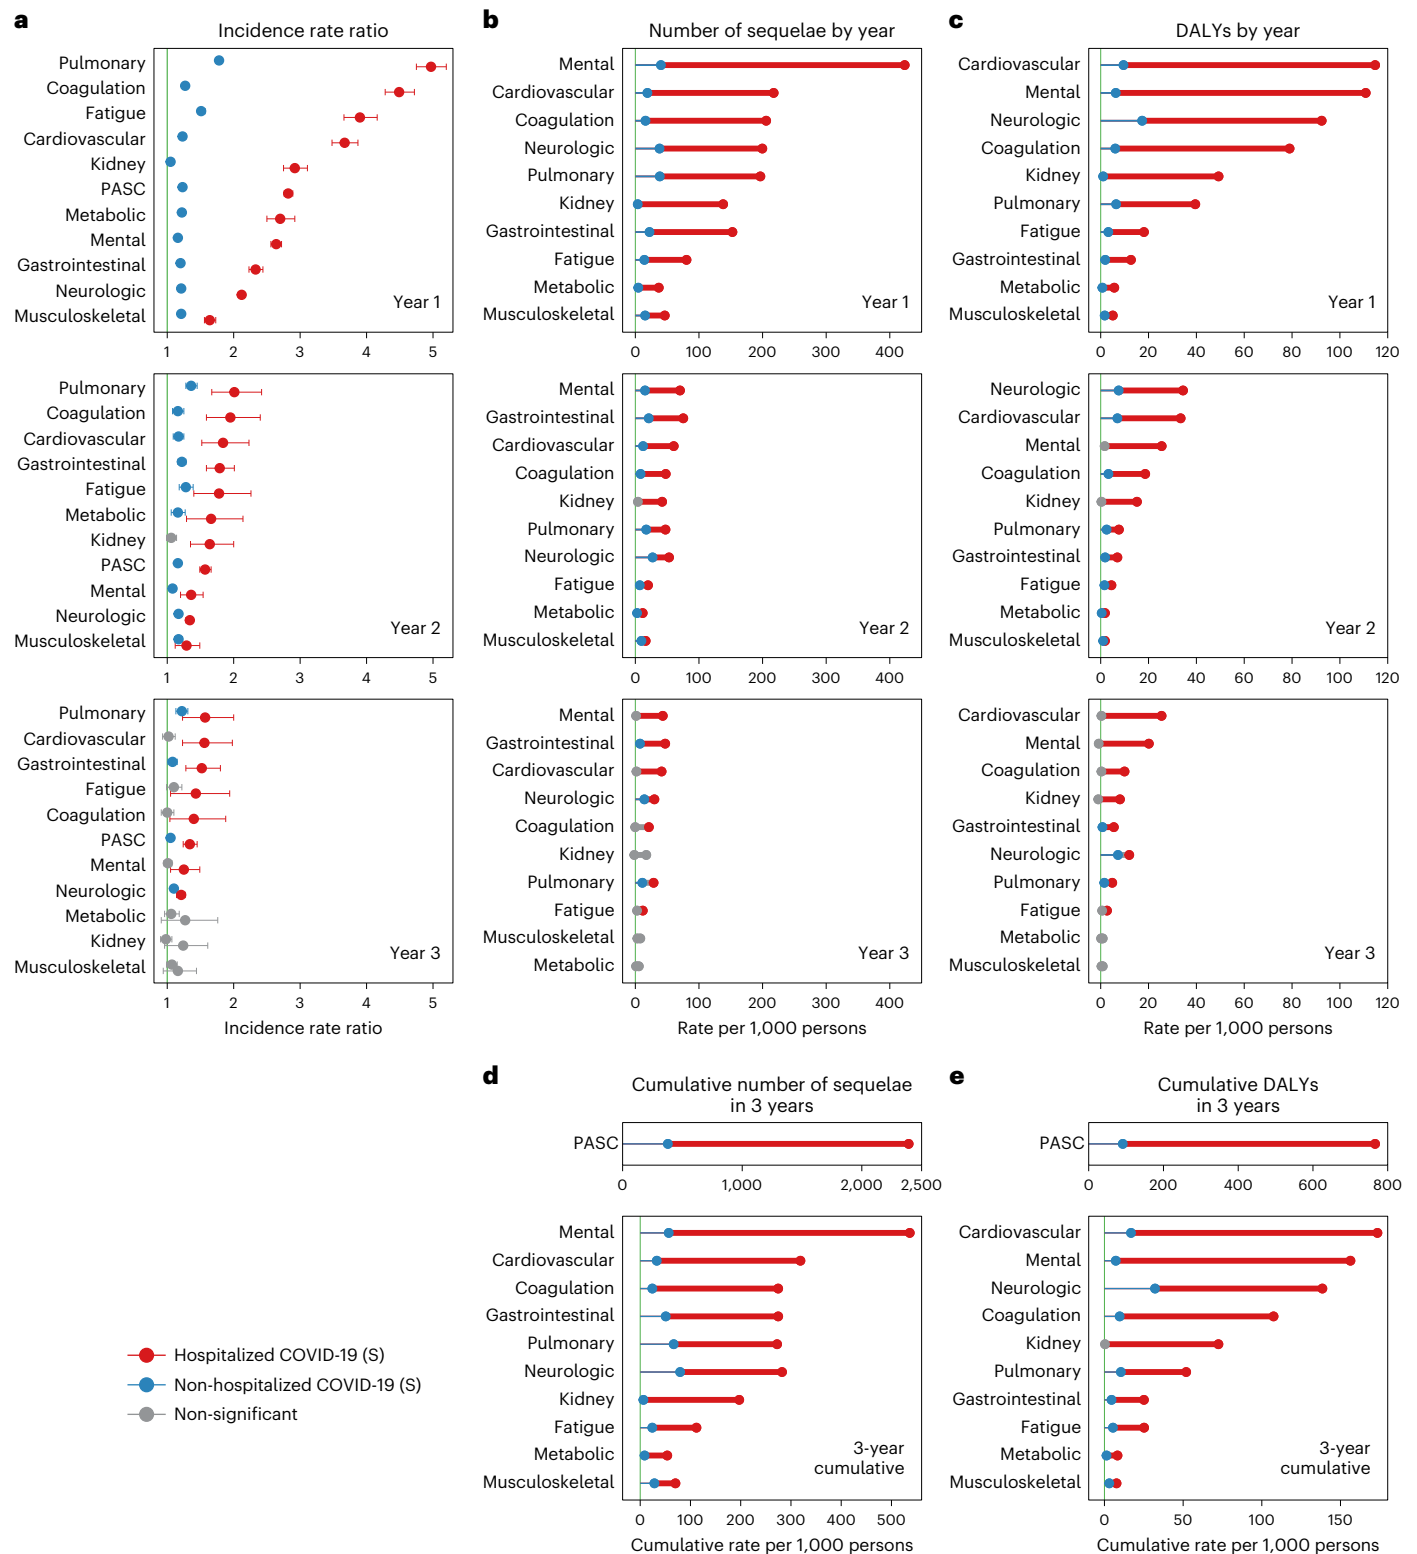 a
Incidence rate ratio
Pulmonary
Coagulation
Fatigue
Cardiovascular
Kidney
PASC
Metabolic
Mental
Gastrointestinal
Neurologic
Musculoskeletal
Year 1
1 2 3 4 5
Pulmonary
Coagulation
Cardiovascular
Gastrointestinal
Fatigue
Metabolic
Kidney
PASC
Mental
Neurologic
Musculoskeletal
Year 2
1 2 3 4 5
Pulmonary
Cardiovascular
Gastrointestinal
Fatigue
Coagulation
PASC
Mental
Neurologic
Metabolic
Kidney
Musculoskeletal
Year 3
1 2 3 4 5
Incidence rate ratio
b
Number of sequelae by year
Mental
Cardiovascular
Coagulation
Neurologic
Pulmonary
Kidney
Gastrointestinal
Fatigue
Metabolic
Musculoskeletal
Year 1
0 100 200 300 400
Mental
Gastrointestinal
Cardiovascular
Coagulation
Kidney
Pulmonary
Neurologic
Fatigue
Metabolic
Musculoskeletal
Year 2
0 100 200 300 400
Mental
Gastrointestinal
Cardiovascular
Neurologic
Coagulation
Kidney
Pulmonary
Fatigue
Musculoskeletal
Metabolic
Year 3
0 100 200 300 400
Rate per 1,000 persons
c
DALYs by year
Cardiovascular
Mental
Neurologic
Coagulation
Kidney
Pulmonary
Fatigue
Gastrointestinal
Metabolic
Musculoskeletal
Year 1
0 20 40 60 80 100 120
Neurologic
Cardiovascular
Mental
Coagulation
Kidney
Pulmonary
Gastrointestinal
Fatigue
Metabolic
Musculoskeletal
Year 2
0 20 40 60 80 100 120
Cardiovascular
Mental
Coagulation
Kidney
Gastrointestinal
Neurologic
Pulmonary
Fatigue
Metabolic
Musculoskeletal
Year 3
0 20 40 60 80 100 120
Rate per 1,000 persons
d
Cumulative number of sequelae
in 3 years
PASC
0 1,000 2,000 2,500
Mental
Cardiovascular
Coagulation
Gastrointestinal
Pulmonary
Neurologic
Kidney
Fatigue
Metabolic
Musculoskeletal
3-year
cumulative
0 100 200 300 400 500
Cumulative rate per 1,000 persons
e
Cumulative DALYs
in 3 years
PASC
0 200 400 600 800
Cardiovascular
Mental
Neurologic
Coagulation
Kidney
Pulmonary
Gastrointestinal
Fatigue
Metabolic
Musculoskeletal
3-year
cumulative
0 50 100 150
Cumulative rate per 1,000 persons
Hospitalized COVID-19 (S)
Non-hospitalized COVID-19 (S)
Non-significant